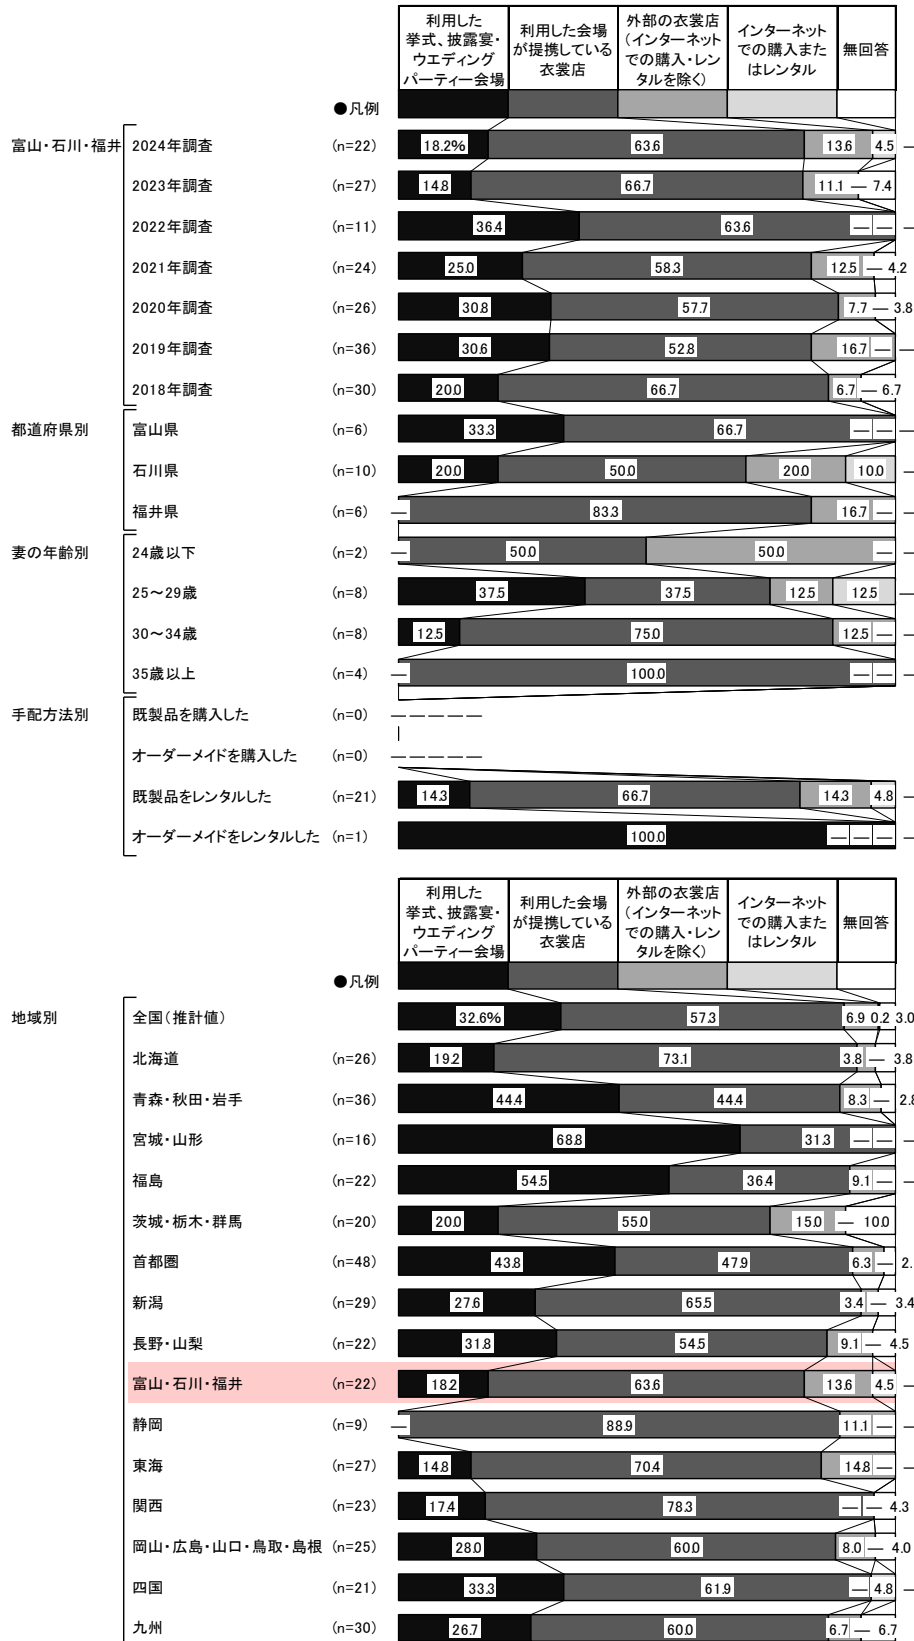 利用した
挙式、披露宴・
ウエディング
パーティー会場
利用した会場
が提携している
衣裳店
外部の衣裳店
(インターネット
での購入・レン
タルを除く)
インターネット
での購入また
はレンタル
無回答
●凡例
富山・石川・福井 2024年調査 (n=22) 18.2% 63.6 13.6 4.5 —
2023年調査 (n=27) 14.8 66.7 11.1 — 7.4
2022年調査 (n=11) 36.4 63.6 — — —
2021年調査 (n=24) 25.0 58.3 12.5 — 4.2
2020年調査 (n=26) 30.8 57.7 7.7 — 3.8
2019年調査 (n=36) 30.6 52.8 16.7 — —
2018年調査 (n=30) 20.0 66.7 6.7 — 6.7
都道府県別 富山県 (n=6) 33.3 66.7 — — —
石川県 (n=10) 20.0 50.0 20.0 10.0 —
福井県 (n=6) — 83.3 16.7 — —
妻の年齢別 24歳以下 (n=2) — 50.0 50.0 — —
25～29歳 (n=8) 37.5 37.5 12.5 12.5 —
30～34歳 (n=8) 12.5 75.0 12.5 — —
35歳以上 (n=4) — 100.0 — — —
手配方法別 既製品を購入した (n=0) — — — — —
オーダーメイドを購入した (n=0) — — — — —
既製品をレンタルした (n=21) 14.3 66.7 14.3 4.8 —
オーダーメイドをレンタルした (n=1) 100.0 — — — —
利用した
挙式、披露宴・
ウエディング
パーティー会場
利用した会場
が提携している
衣裳店
外部の衣裳店
(インターネット
での購入・レン
タルを除く)
インターネット
での購入また
はレンタル
無回答
●凡例
地域別 全国(推計値) 32.6% 57.3 6.9 0.2 3.0
北海道 (n=26) 19.2 73.1 3.8 — 3.8
青森・秋田・岩手 (n=36) 44.4 44.4 8.3 — 2.8
宮城・山形 (n=16) 68.8 31.3 — — —
福島 (n=22) 54.5 36.4 9.1 — —
茨城・栃木・群馬 (n=20) 20.0 55.0 15.0 — 10.0
首都圏 (n=48) 43.8 47.9 6.3 — 2.
新潟 (n=29) 27.6 65.5 3.4 — 3.4
長野・山梨 (n=22) 31.8 54.5 9.1 — 4.5
富山・石川・福井 (n=22) 18.2 63.6 13.6 4.5 —
静岡 (n=9) — 88.9 11.1 — —
東海 (n=27) 14.8 70.4 14.8 — —
関西 (n=23) 17.4 78.3 — — 4.3
岡山・広島・山口・鳥取・島根 (n=25) 28.0 60.0 8.0 — 4.0
四国 (n=21) 33.3 61.9 — 4.8 —
九州 (n=30) 26.7 60.0 6.7 — 6.7